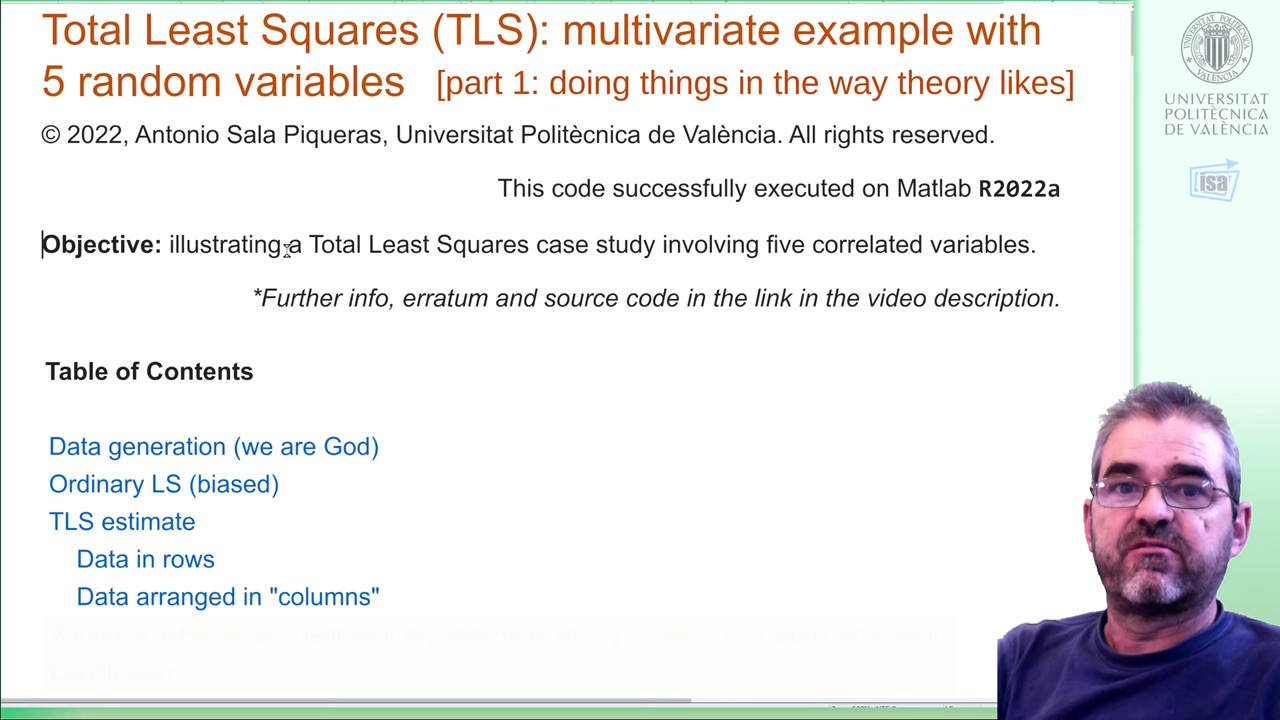 Total Least Squares (TLS): multivariate example with
5 random variables [part 1: doing things in the way theory likes]
© 2022, Antonio Sala Piqueras, Universitat Politècnica de València. All rights reserved.
This code successfully executed on Matlab R2022a
Objective: illustrating a Total Least Squares case study involving five correlated variables.
*Further info, erratum and source code in the link in the video description.
Table of Contents
Data generation (we are God)
Ordinary LS (biased)
TLS estimate
Data in rows
Data arranged in "columns"
UNIVERSITAT
POLITÈCNICA
DE VALÈNCIA
isa